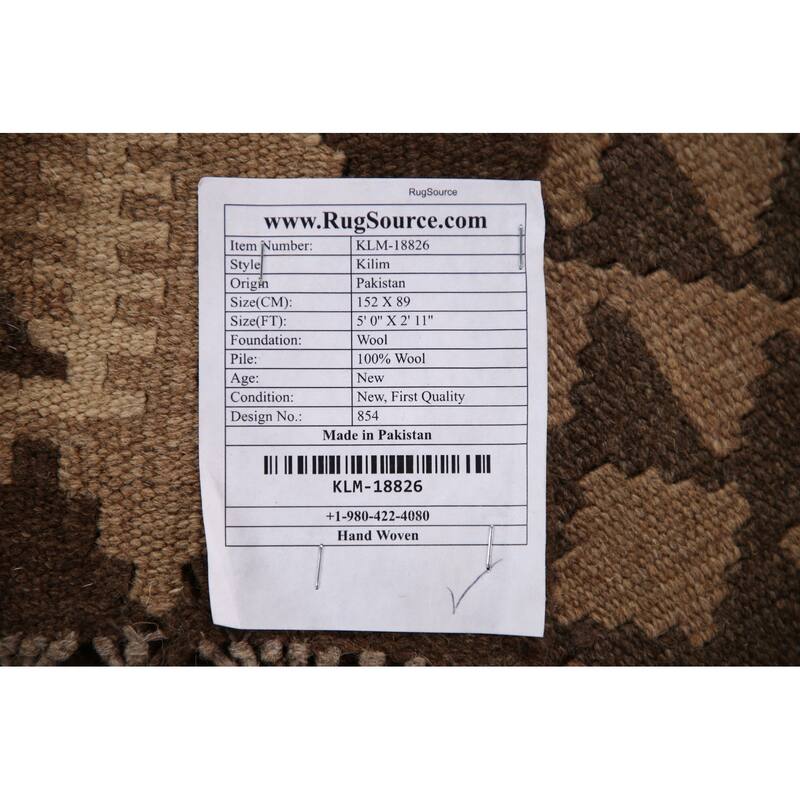 RugSource
www.RugSource.com
Item Number: KLM-18826
Style Kilim
Origin Pakistan
Size(CM): 152 X 89
Size(FT): 5' 0" X 2' 11"
Foundation: Wool
Pile: 100% Wool
Age: New
Condition: New, First Quality
Design No.: 854
Made in Pakistan
KLM-18826
+1-980-422-4080
Hand Woven